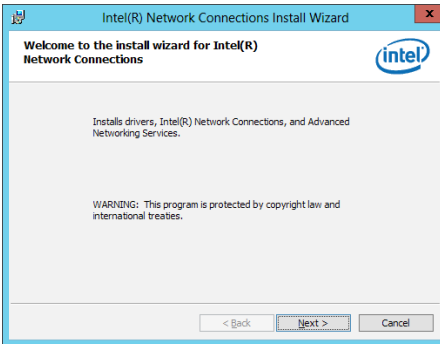 Intel(R) Network Connections Install Wizard
x
Welcome to the install wizard for Intel(R)
Network Connections
intel
Installs drivers, Intel(R) Network Connections, and Advanced
Networking Services.
WARNING: This program is protected by copyright law and
international treaties.
< Back Next > Cancel